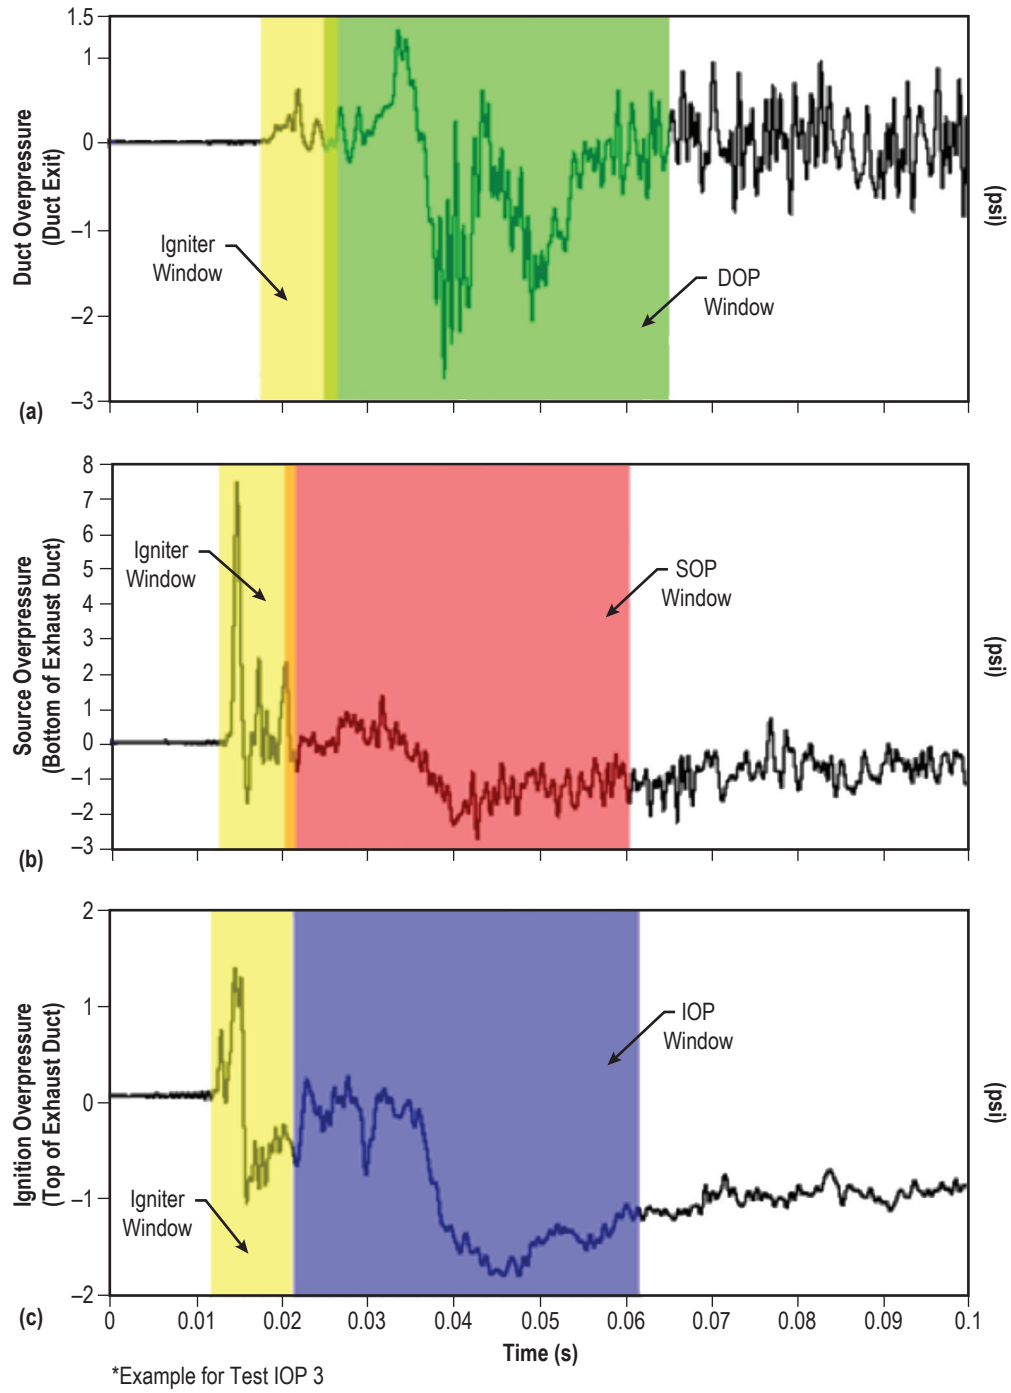 1.5
1
0
–1
–2
–3
Duct Overpressure
(Duct Exit)
Igniter
Window
DOP
Window
(psi)
(a)
8
7
6
5
4
3
2
1
0
–1
–2
–3
Source Overpressure
(Bottom of Exhaust Duct)
Igniter
Window
SOP
Window
(psi)
(b)
2
1
0
–1
–2
Ignition Overpressure
(Top of Exhaust Duct)
Igniter
Window
IOP
Window
(psi)
(c)
0 0.01 0.02 0.03 0.04 0.05 0.06 0.07 0.08 0.09 0.1
Time (s)
*Example for Test IOP 3